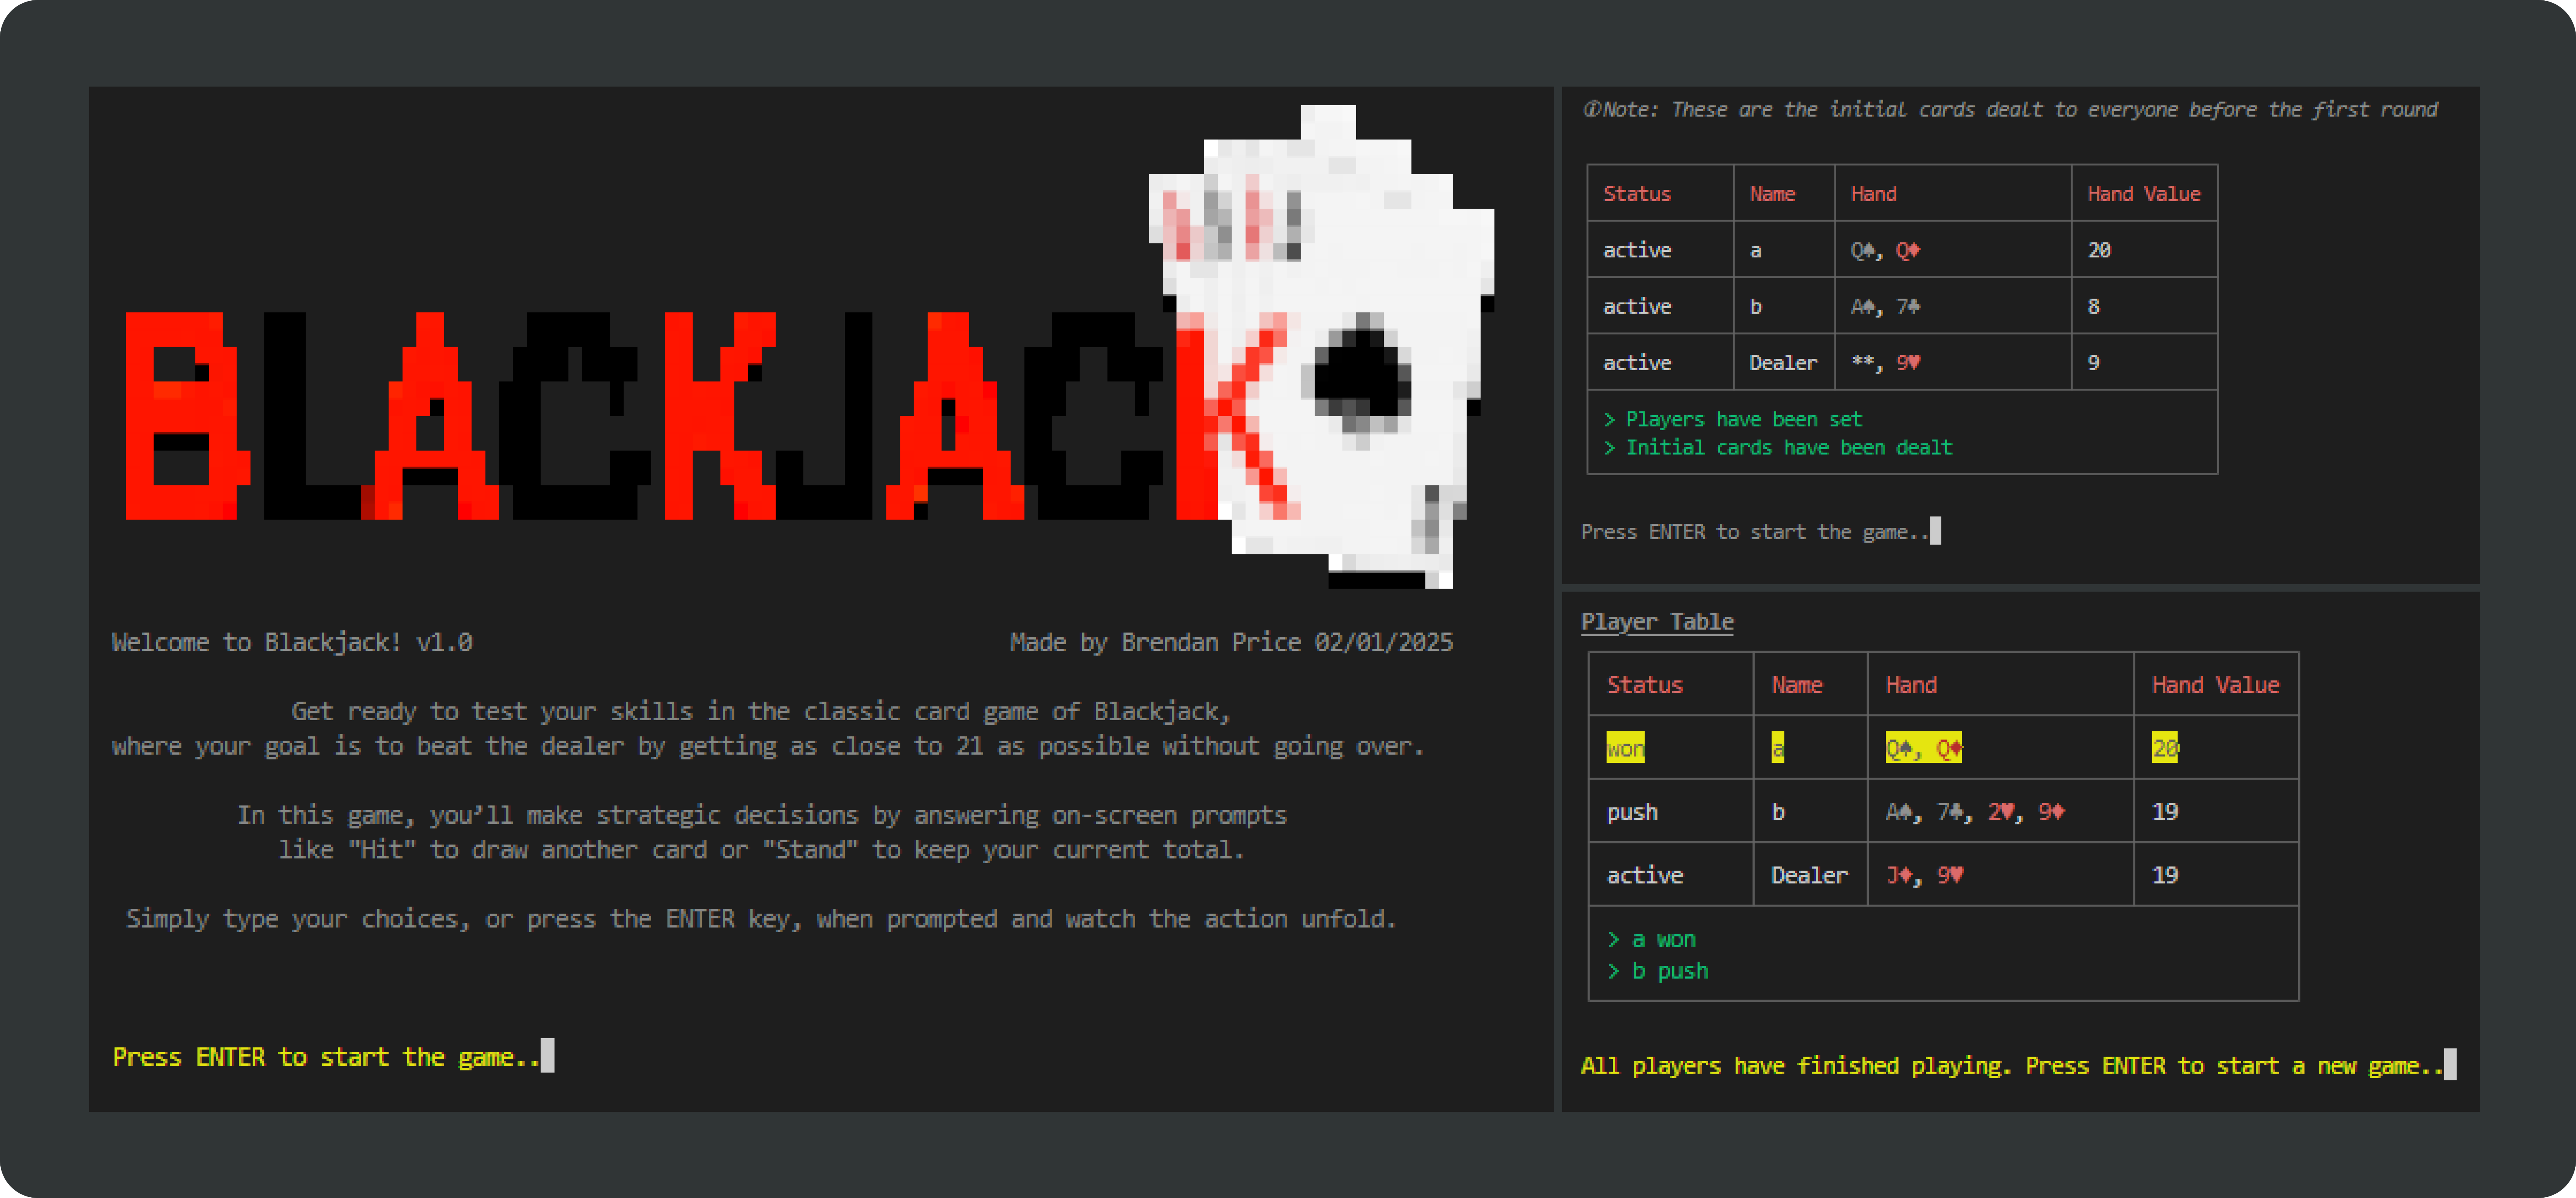 BLACKJACK
Welcome to Blackjack! v1.0 Made by Brendan Price 02/01/2025
Get ready to test your skills in the classic card game of Blackjack,
where your goal is to beat the dealer by getting as close to 21 as possible without going over.
In this game, you’ll make strategic decisions by answering on-screen prompts
like "Hit" to draw another card or "Stand" to keep your current total.
Simply type your choices, or press the ENTER key, when prompted and watch the action unfold.
Press ENTER to start the game..
ⓘNote: These are the initial cards dealt to everyone before the first round
Status Name Hand Hand Value
active a Q♠, Q♦ 20
active b A♠, 7♣ 8
active Dealer **, 9♥ 9
> Players have been set
> Initial cards have been dealt
Press ENTER to start the game..
Player Table
Status Name Hand Hand Value
won a Q♠, Q♦ 20
push b A♠, 7♣, 2♥, 9♦ 19
active Dealer J♦, 9♥ 19
> a won
> b push
All players have finished playing. Press ENTER to start a new game..